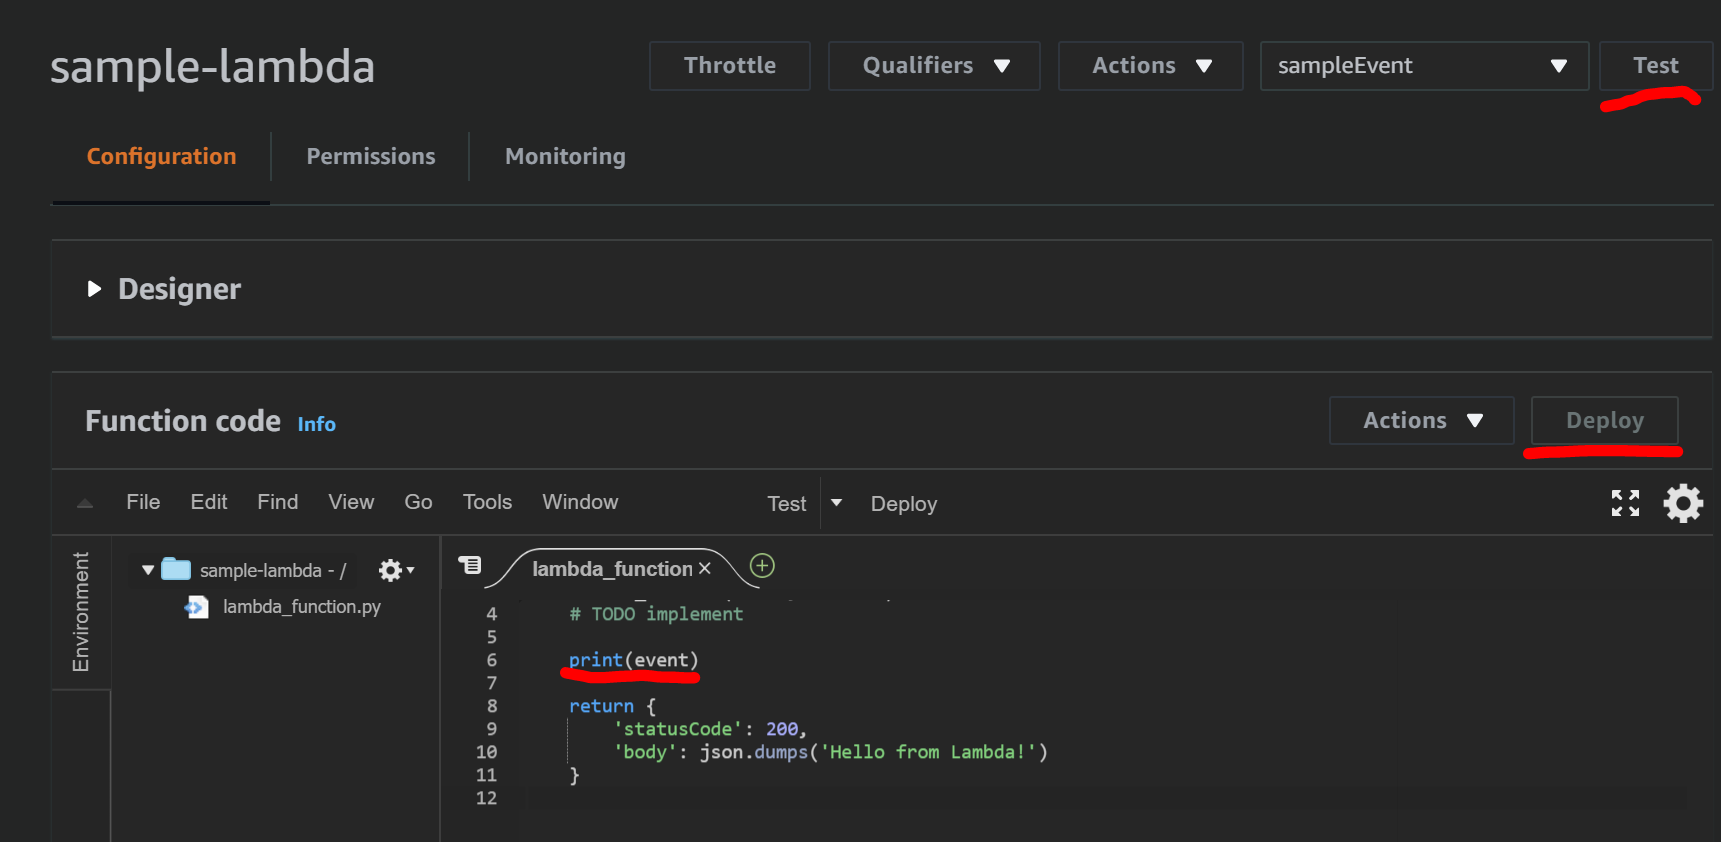 sample-lambda
Throttle
Qualifiers
Actions
sampleEvent
Test
Configuration
Permissions
Monitoring
Designer
Function code Info
Actions
Deploy
File Edit Find View Go Tools Window Test Deploy
Environment
sample-lambda - /
lambda_function.py
lambda_function
4 # TODO implement
5
6 print(event)
7
8 return {
9 'statusCode': 200,
10 'body': json.dumps('Hello from Lambda!')
11 }
12